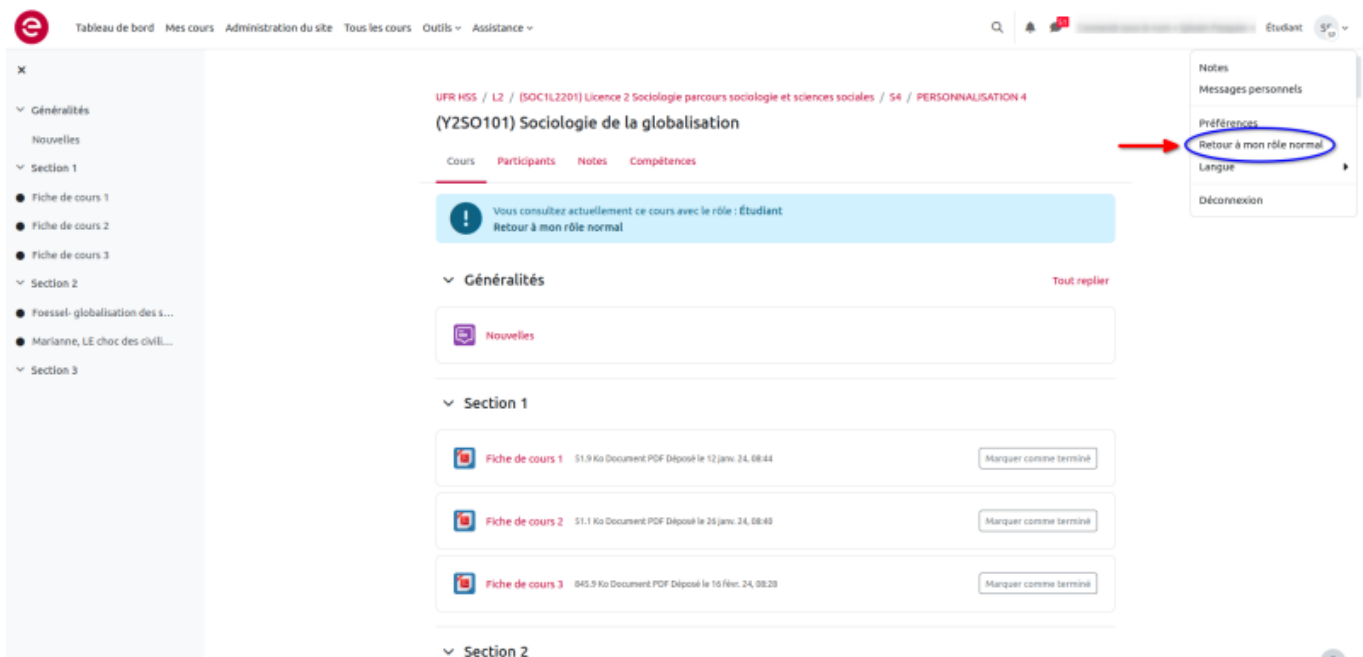 e
Tableau de bord Mes cours Administration du site Tous les cours Outils Assistance
51
Étudiant
Notes
Messages personnels
Préférences
Retour à mon rôle normal
Langue
Déconnexion
Généralités
Nouvelles
Section 1
Fiche de cours 1
Fiche de cours 2
Fiche de cours 3
Section 2
Foessel- globalisation des s...
Marianne, LE choc des civili...
Section 3
UFR HSS / L2 / (SOC1L2201) Licence 2 Sociologie parcours sociologie et sciences sociales / S4 / PERSONNALISATION 4
(Y2SO101) Sociologie de la globalisation
Cours Participants Notes Compétences
Vous consultez actuellement ce cours avec le rôle : Étudiant
Retour à mon rôle normal
Généralités Tout replier
Nouvelles
Section 1
Fiche de cours 1 51.9 Ko Document PDF Déposé le 12 janv. 24, 08:44 Marquer comme terminé
Fiche de cours 2 51.1 Ko Document PDF Déposé le 26 janv. 24, 08:40 Marquer comme terminé
Fiche de cours 3 845.9 Ko Document PDF Déposé le 16 févr. 24, 08:28 Marquer comme terminé
Section 2